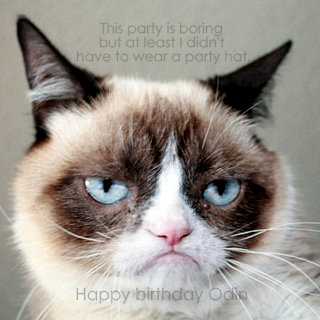 This party is boring
but at least I didn't
have to wear a party hat.
Happy birthday Odin